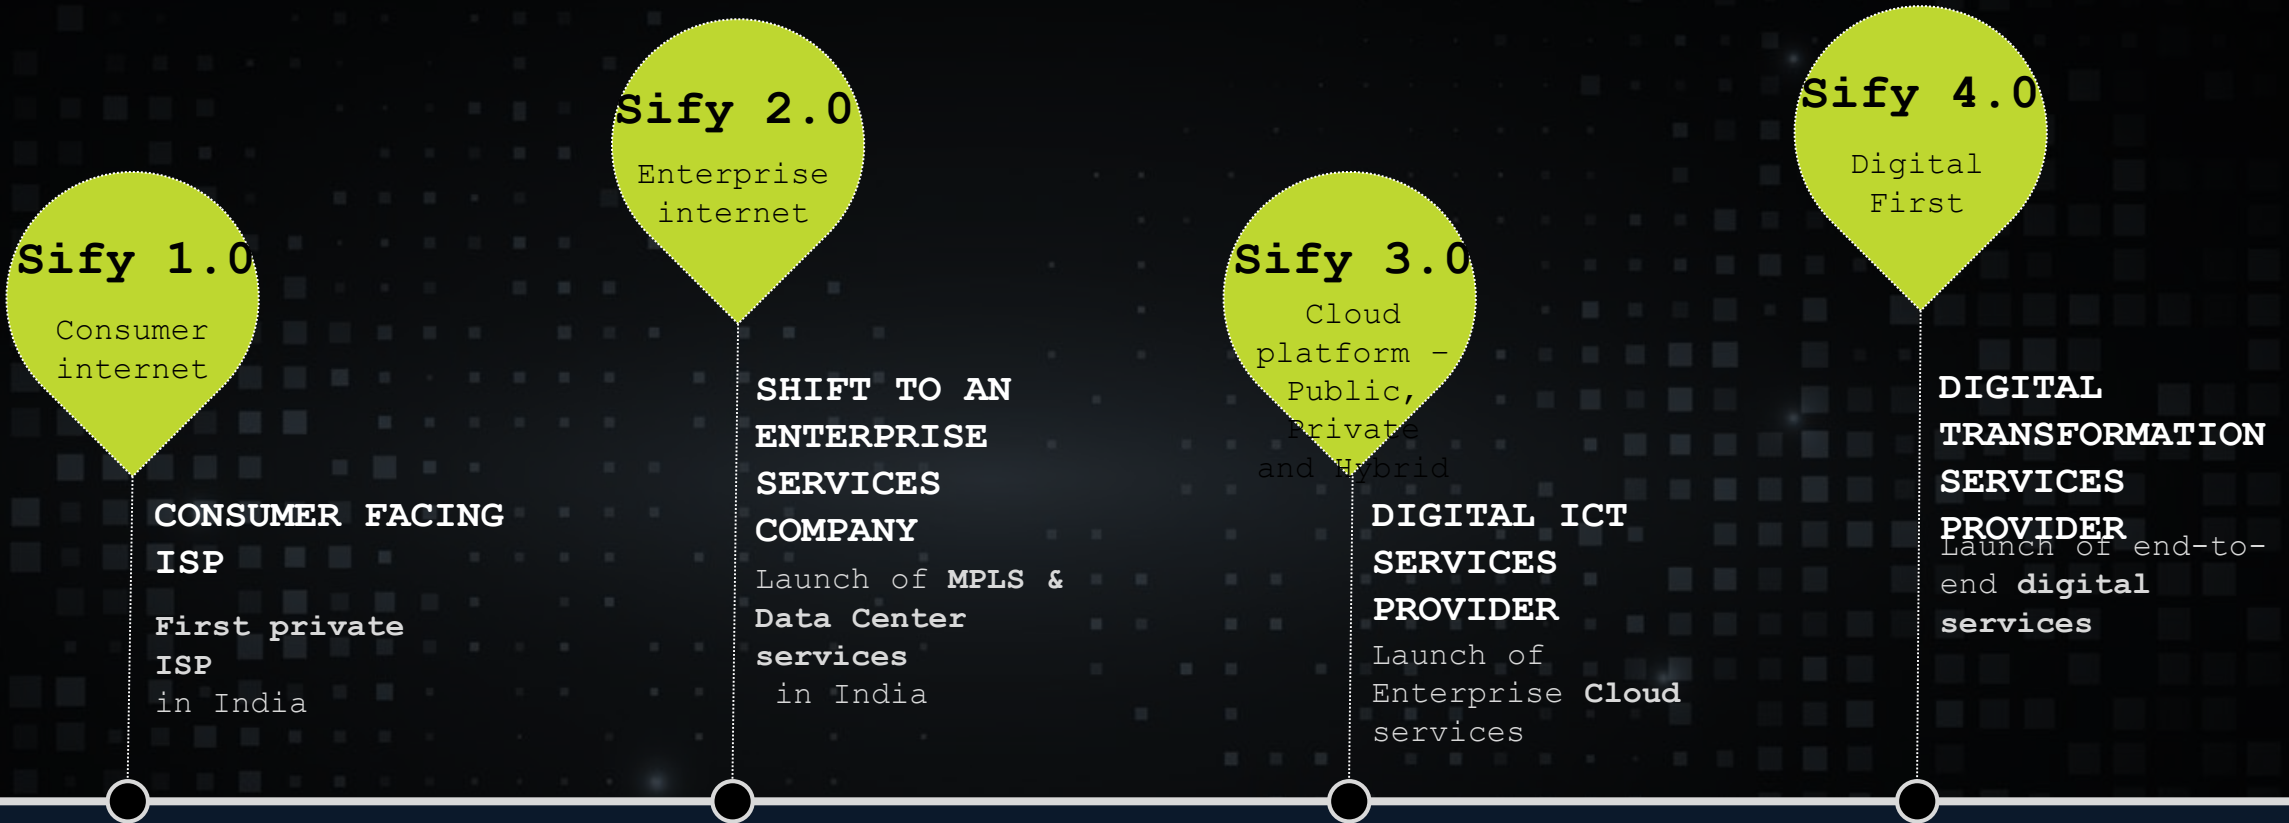 Sify 1.0
Consumer
internet
CONSUMER FACING
ISP
First private
ISP
in India
Sify 2.0
Enterprise
internet
SHIFT TO AN
ENTERPRISE
SERVICES
COMPANY
Launch of MPLS &
Data Center
services
in India
Sify 3.0
Cloud
platform –
Public,
Private
and Hybrid
DIGITAL ICT
SERVICES
PROVIDER
Launch of
Enterprise Cloud
services
Sify 4.0
Digital
First
DIGITAL
TRANSFORMATION
SERVICES
PROVIDER
Launch of end-to-
end digital
services